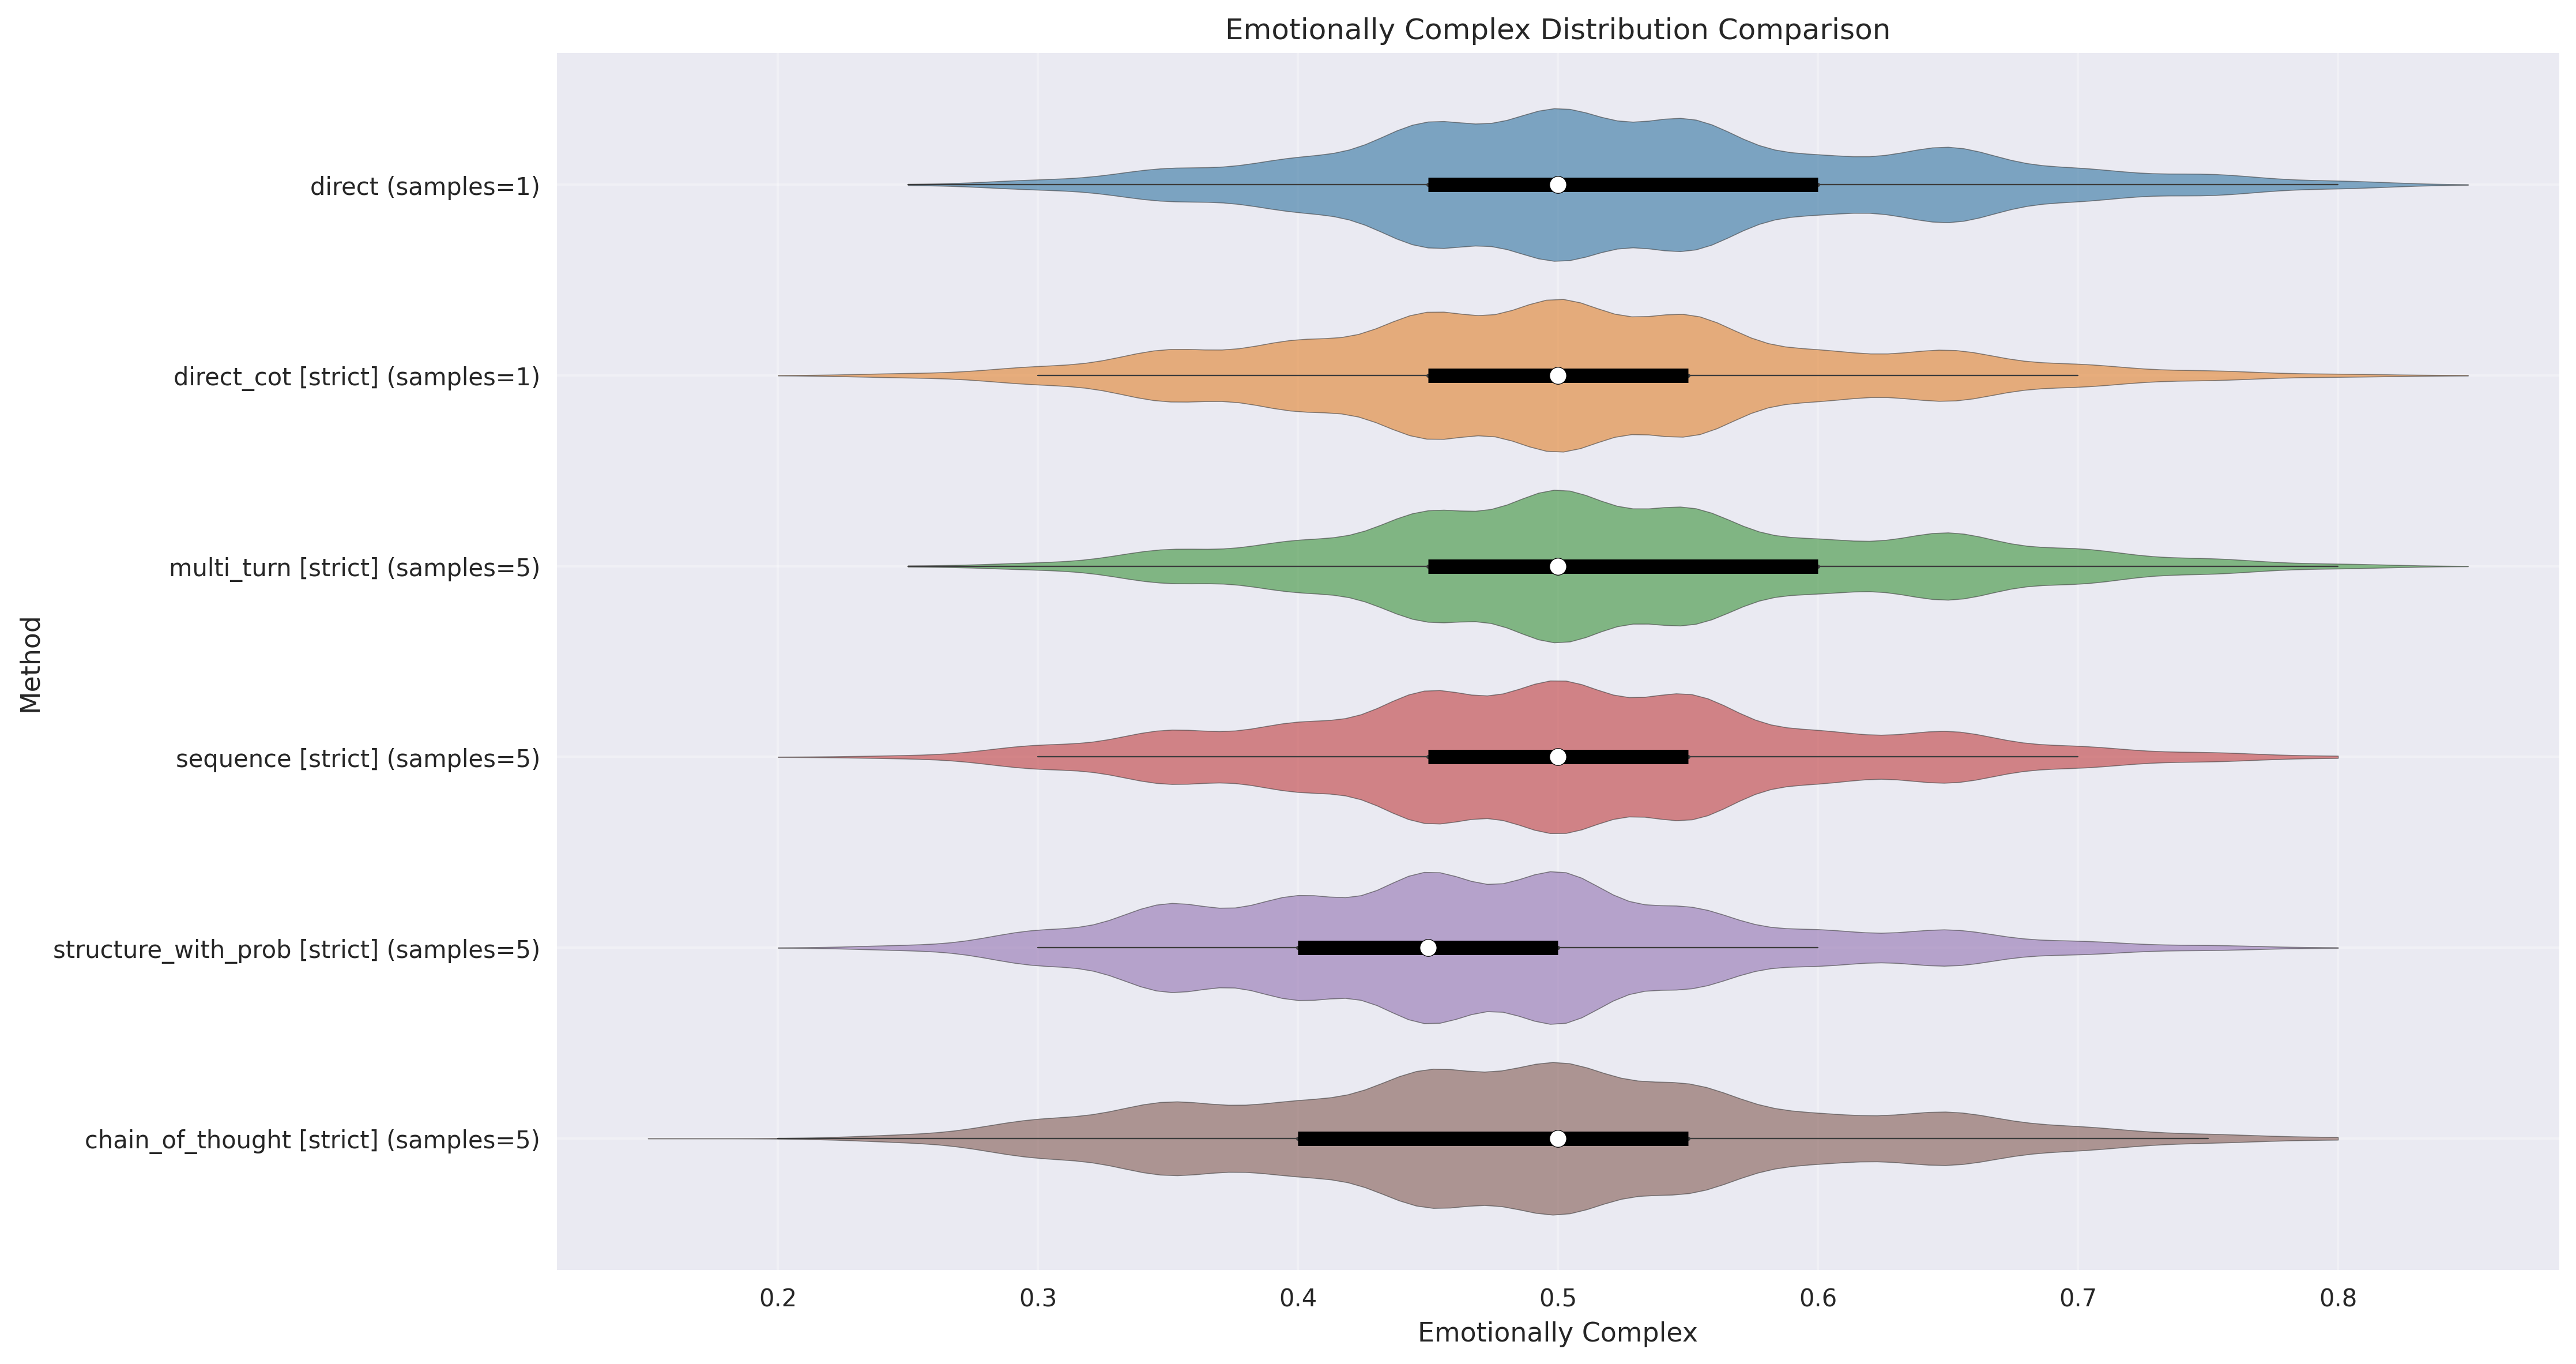 Emotionally Complex Distribution Comparison
Method
direct (samples=1)
direct_cot [strict] (samples=1)
multi_turn [strict] (samples=5)
sequence [strict] (samples=5)
structure_with_prob [strict] (samples=5)
chain_of_thought [strict] (samples=5)
0.2 0.3 0.4 0.5 0.6 0.7 0.8
Emotionally Complex